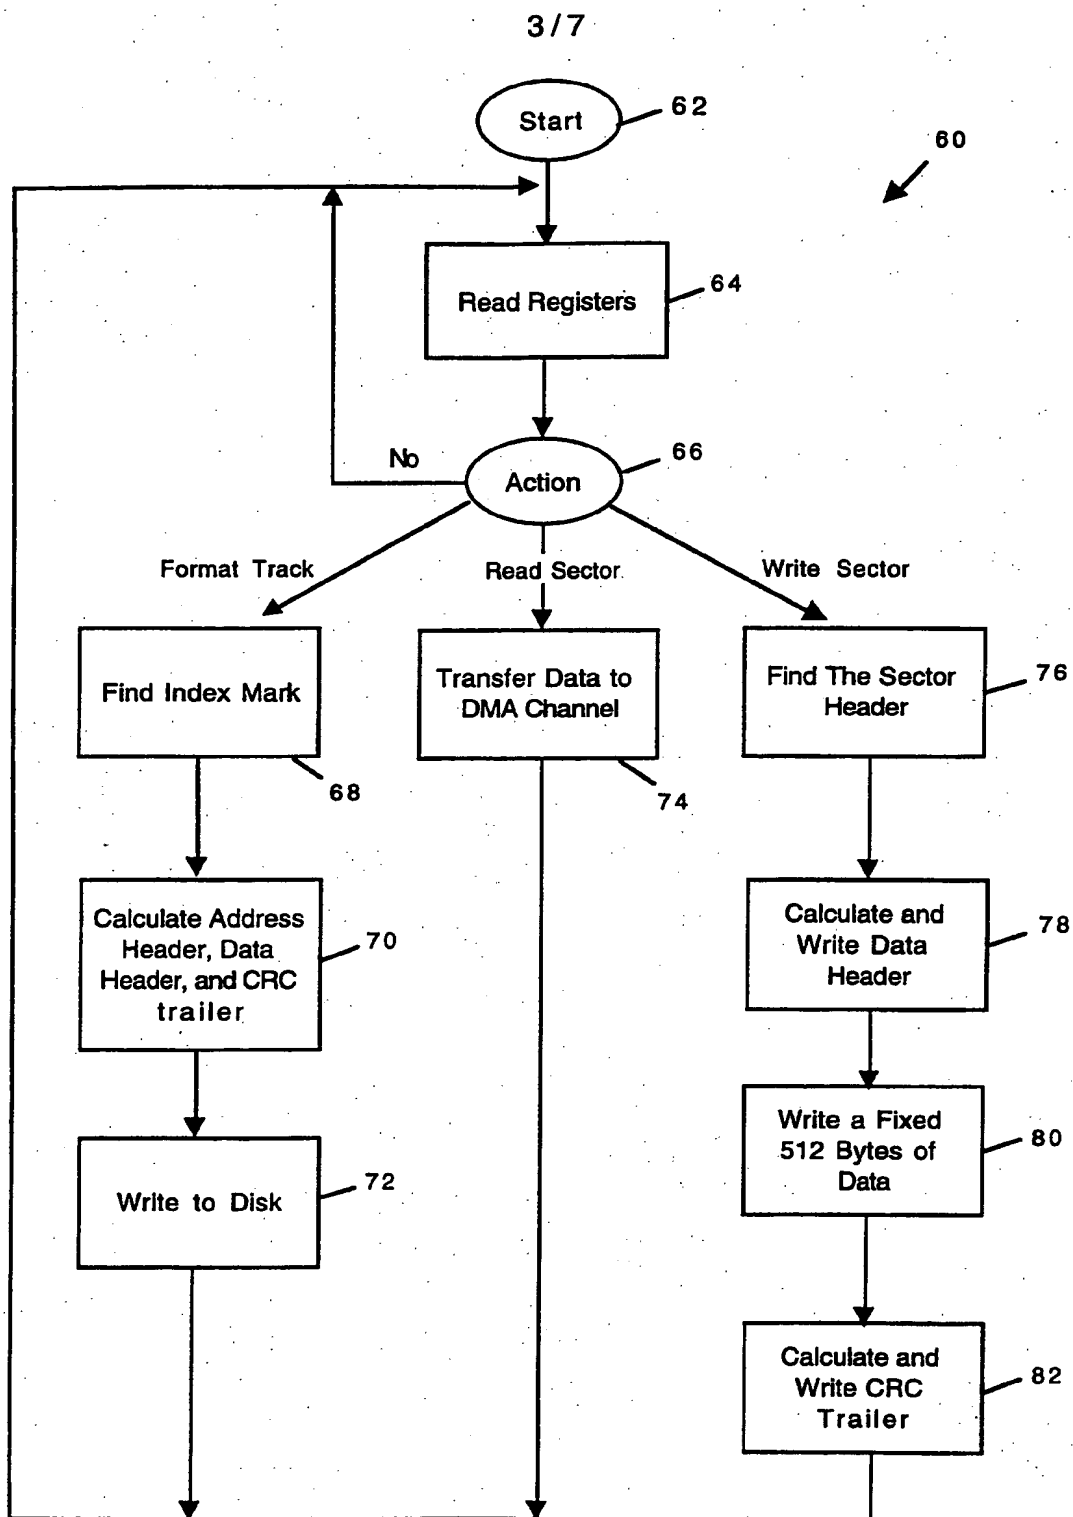 3/7
Start
62
60
Read Registers
64
No
Action
66
Format Track
Read Sector
Write Sector
Find Index Mark
68
Transfer Data to
DMA Channel
74
Find The Sector
Header
76
Calculate Address
Header, Data
Header, and CRC
trailer
70
Calculate and
Write Data
Header
78
Write to Disk
72
Write a Fixed
512 Bytes of
Data
80
Calculate and
Write CRC
Trailer
82